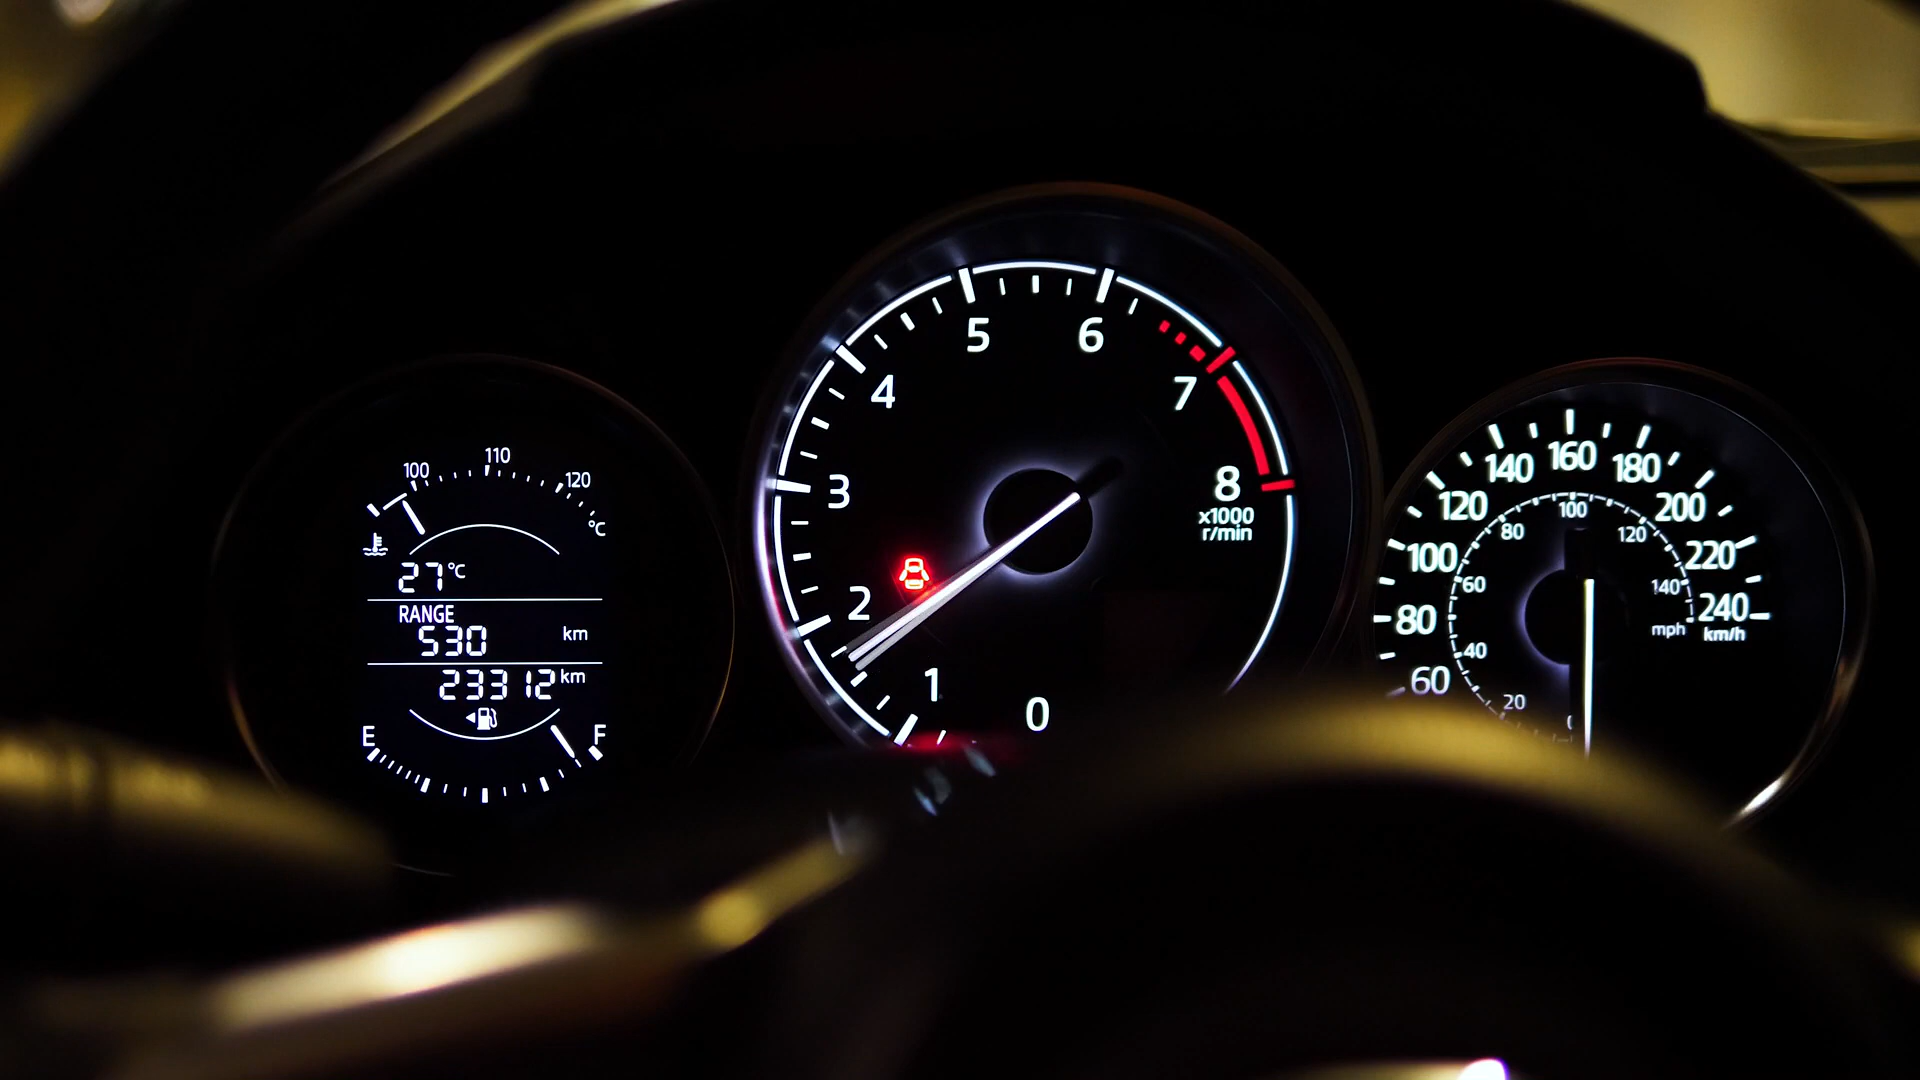 100 110 120
°C
27°C
RANGE
530 km
23312 km
E F
0 1 2 3 4 5 6 7 8
x1000
r/min
60 80 100 120 140 160 180 200 220 240
km/h
20 40 60 80 100 120 140
mph